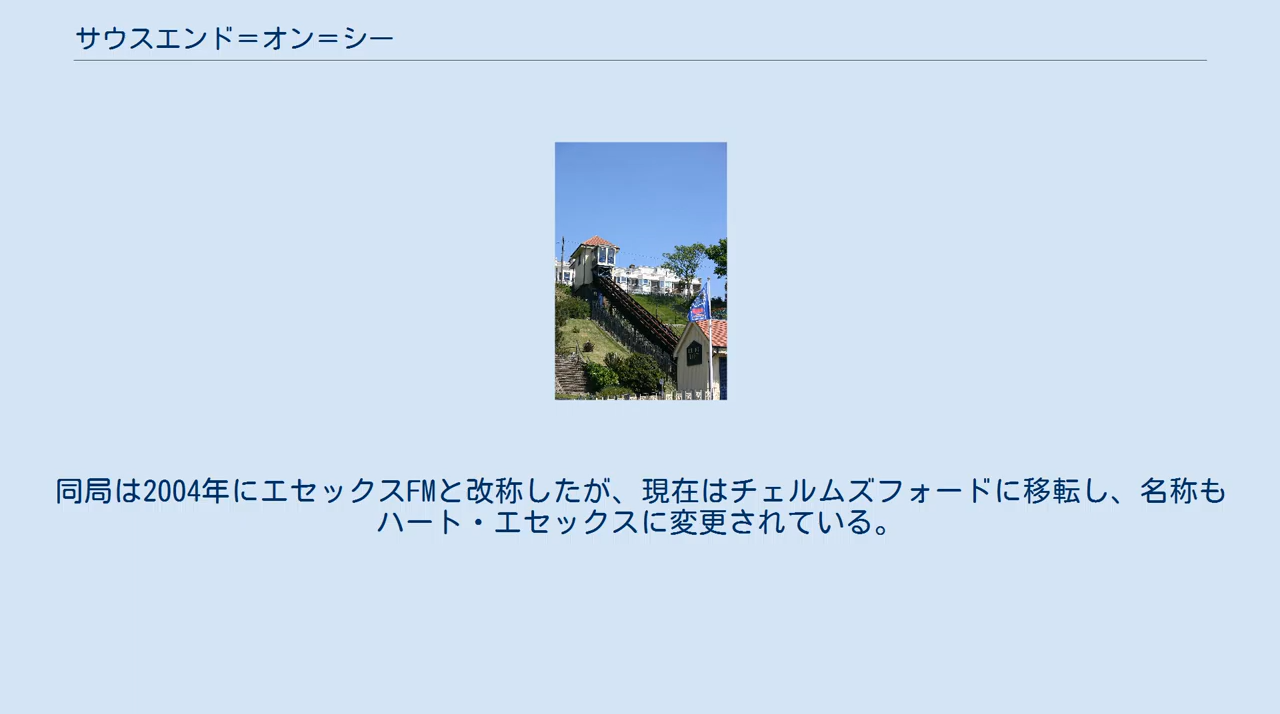 サウスエンド＝オン＝シー
同局は2004年にエセックスFMと改称したが、現在はチェルムズフォードに移転し、名称も
ハート・エセックスに変更されている。